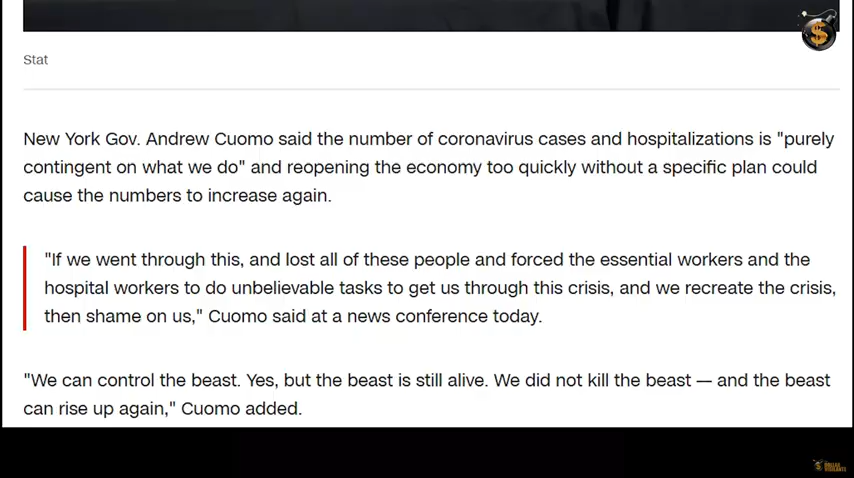 $
Stat
New York Gov. Andrew Cuomo said the number of coronavirus cases and hospitalizations is "purely
contingent on what we do" and reopening the economy too quickly without a specific plan could
cause the numbers to increase again.
"If we went through this, and lost all of these people and forced the essential workers and the
hospital workers to do unbelievable tasks to get us through this crisis, and we recreate the crisis,
then shame on us," Cuomo said at a news conference today.
"We can control the beast. Yes, but the beast is still alive. We did not kill the beast — and the beast
can rise up again," Cuomo added.